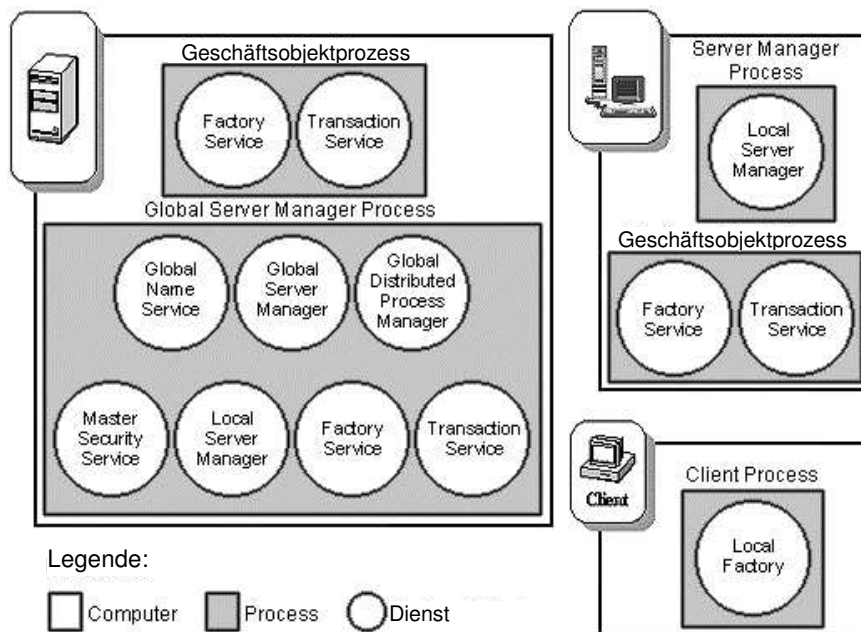 Geschäftsobjektprozess
Factory
Service
Transaction
Service
Global Server Manager Process
Global
Name
Service
Global
Server
Manager
Global
Distributed
Process
Manager
Master
Security
Service
Local
Server
Manager
Factory
Service
Transaction
Service
Server Manager
Process
Local
Server
Manager
Geschäftsobjektprozess
Factory
Service
Transaction
Service
Client
Client Process
Local
Factory
Legende:
Computer
Process
Dienst